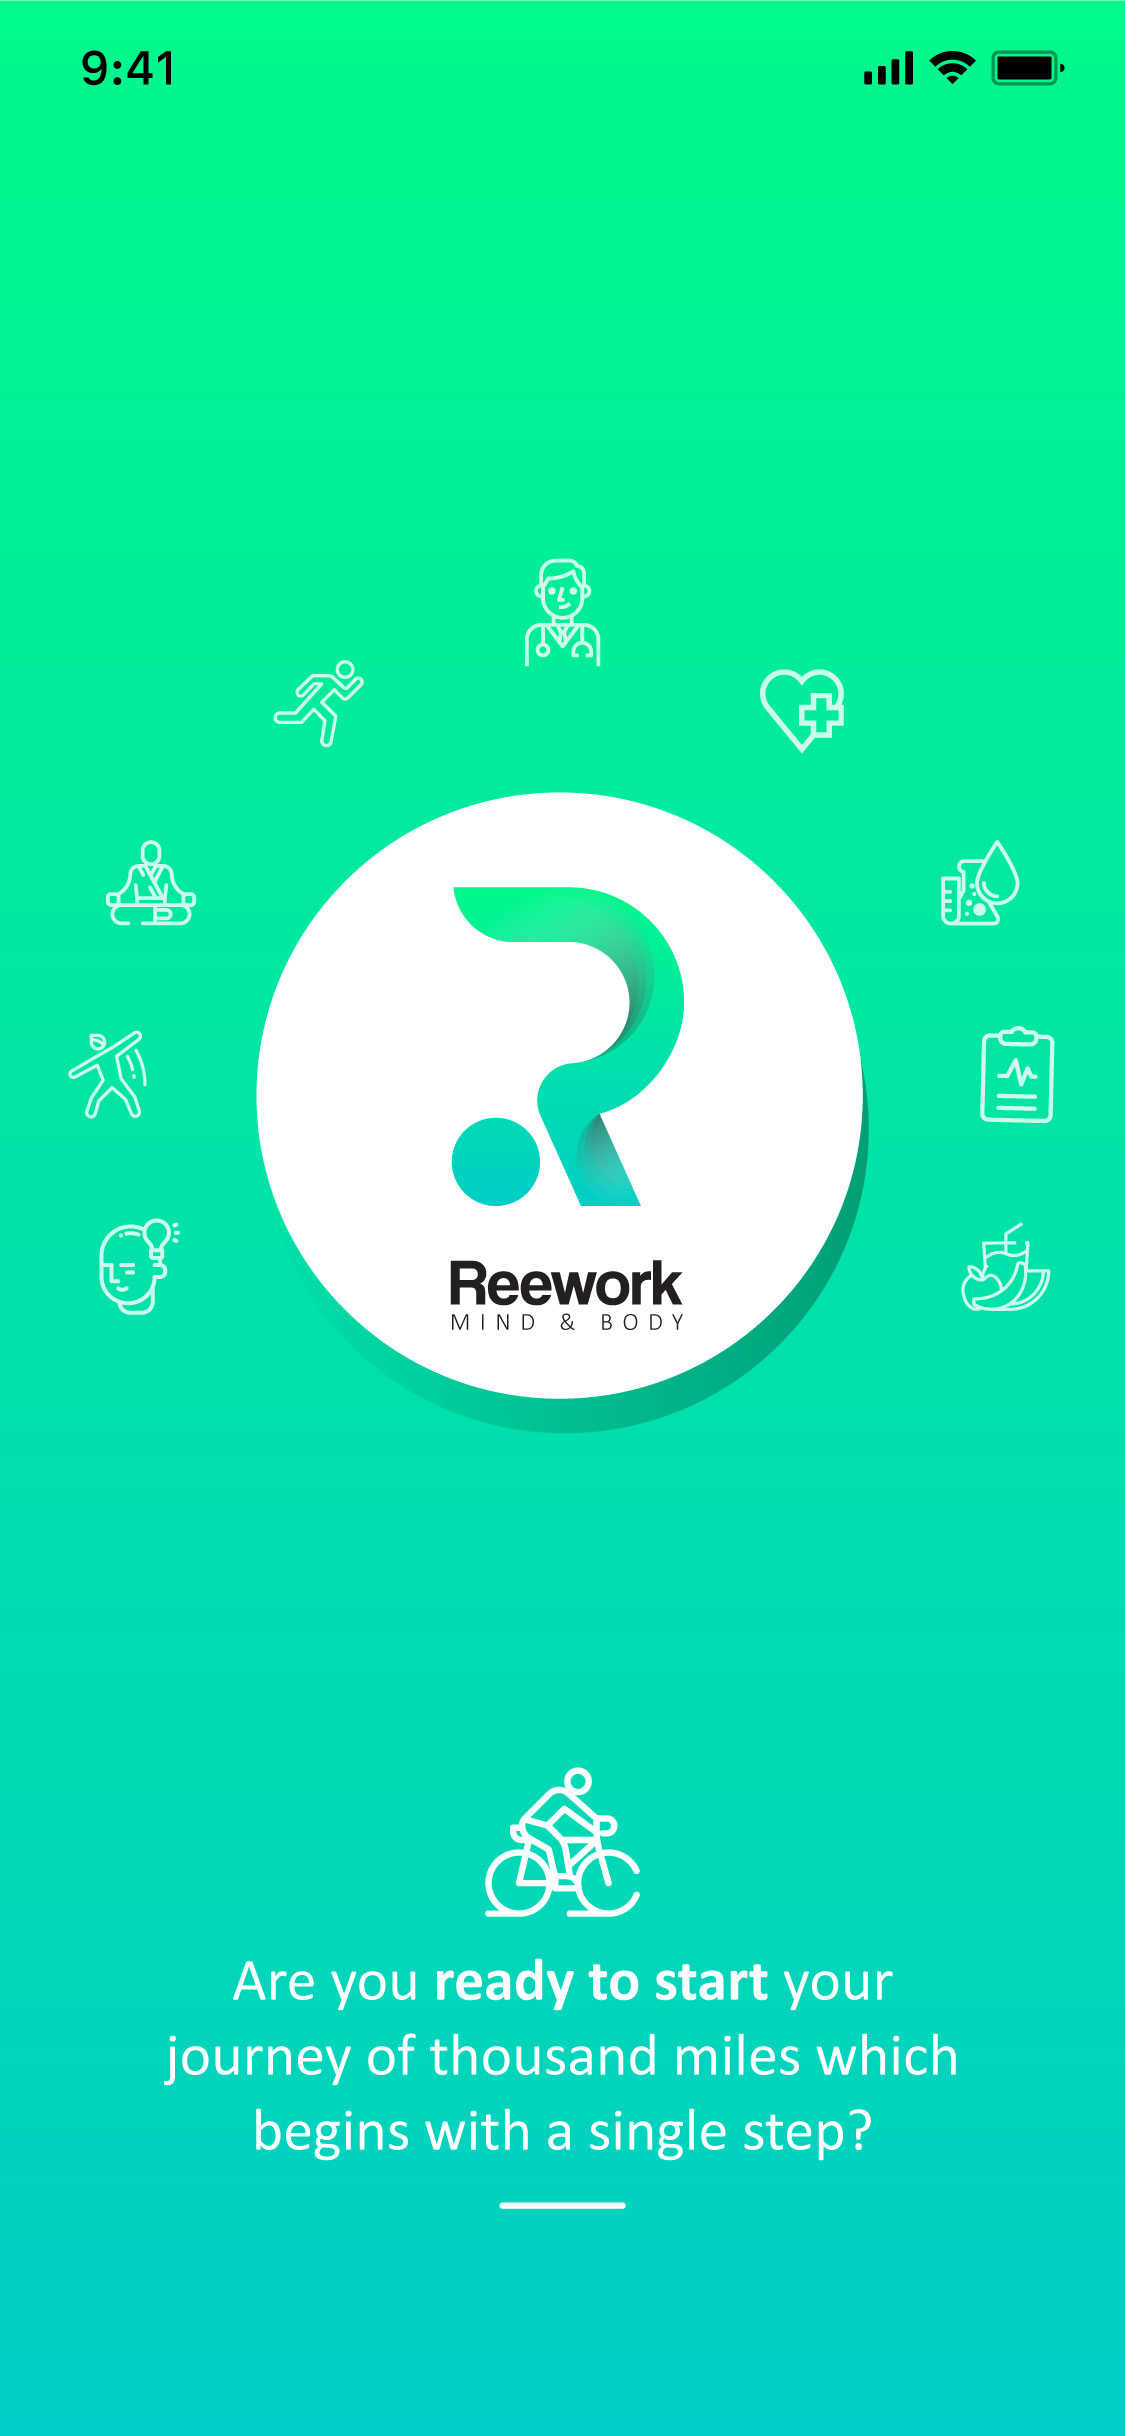 9:41
Reework
MIND & BODY
Are you ready to start your
journey of thousand miles which
begins with a single step?